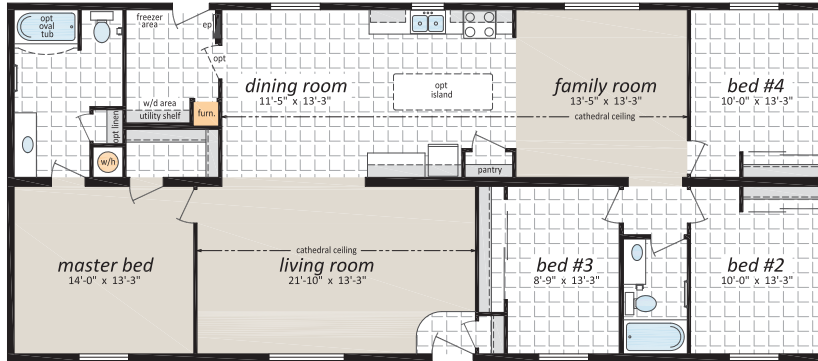 opt
oval
tub
freezer
area
ep
opt
dining room
11'-5" x 13'-3"
opt
island
family room
13'-5" x 13'-3"
cathedral ceiling
bed #4
10'-0" x 13'-3"
w/d area
utility shelf
furn.
opt linen
w/h
pantry
master bed
14'-0" x 13'-3"
cathedral ceiling
living room
21'-10" x 13'-3"
bed #3
8'-9" x 13'-3"
bed #2
10'-0" x 13'-3"